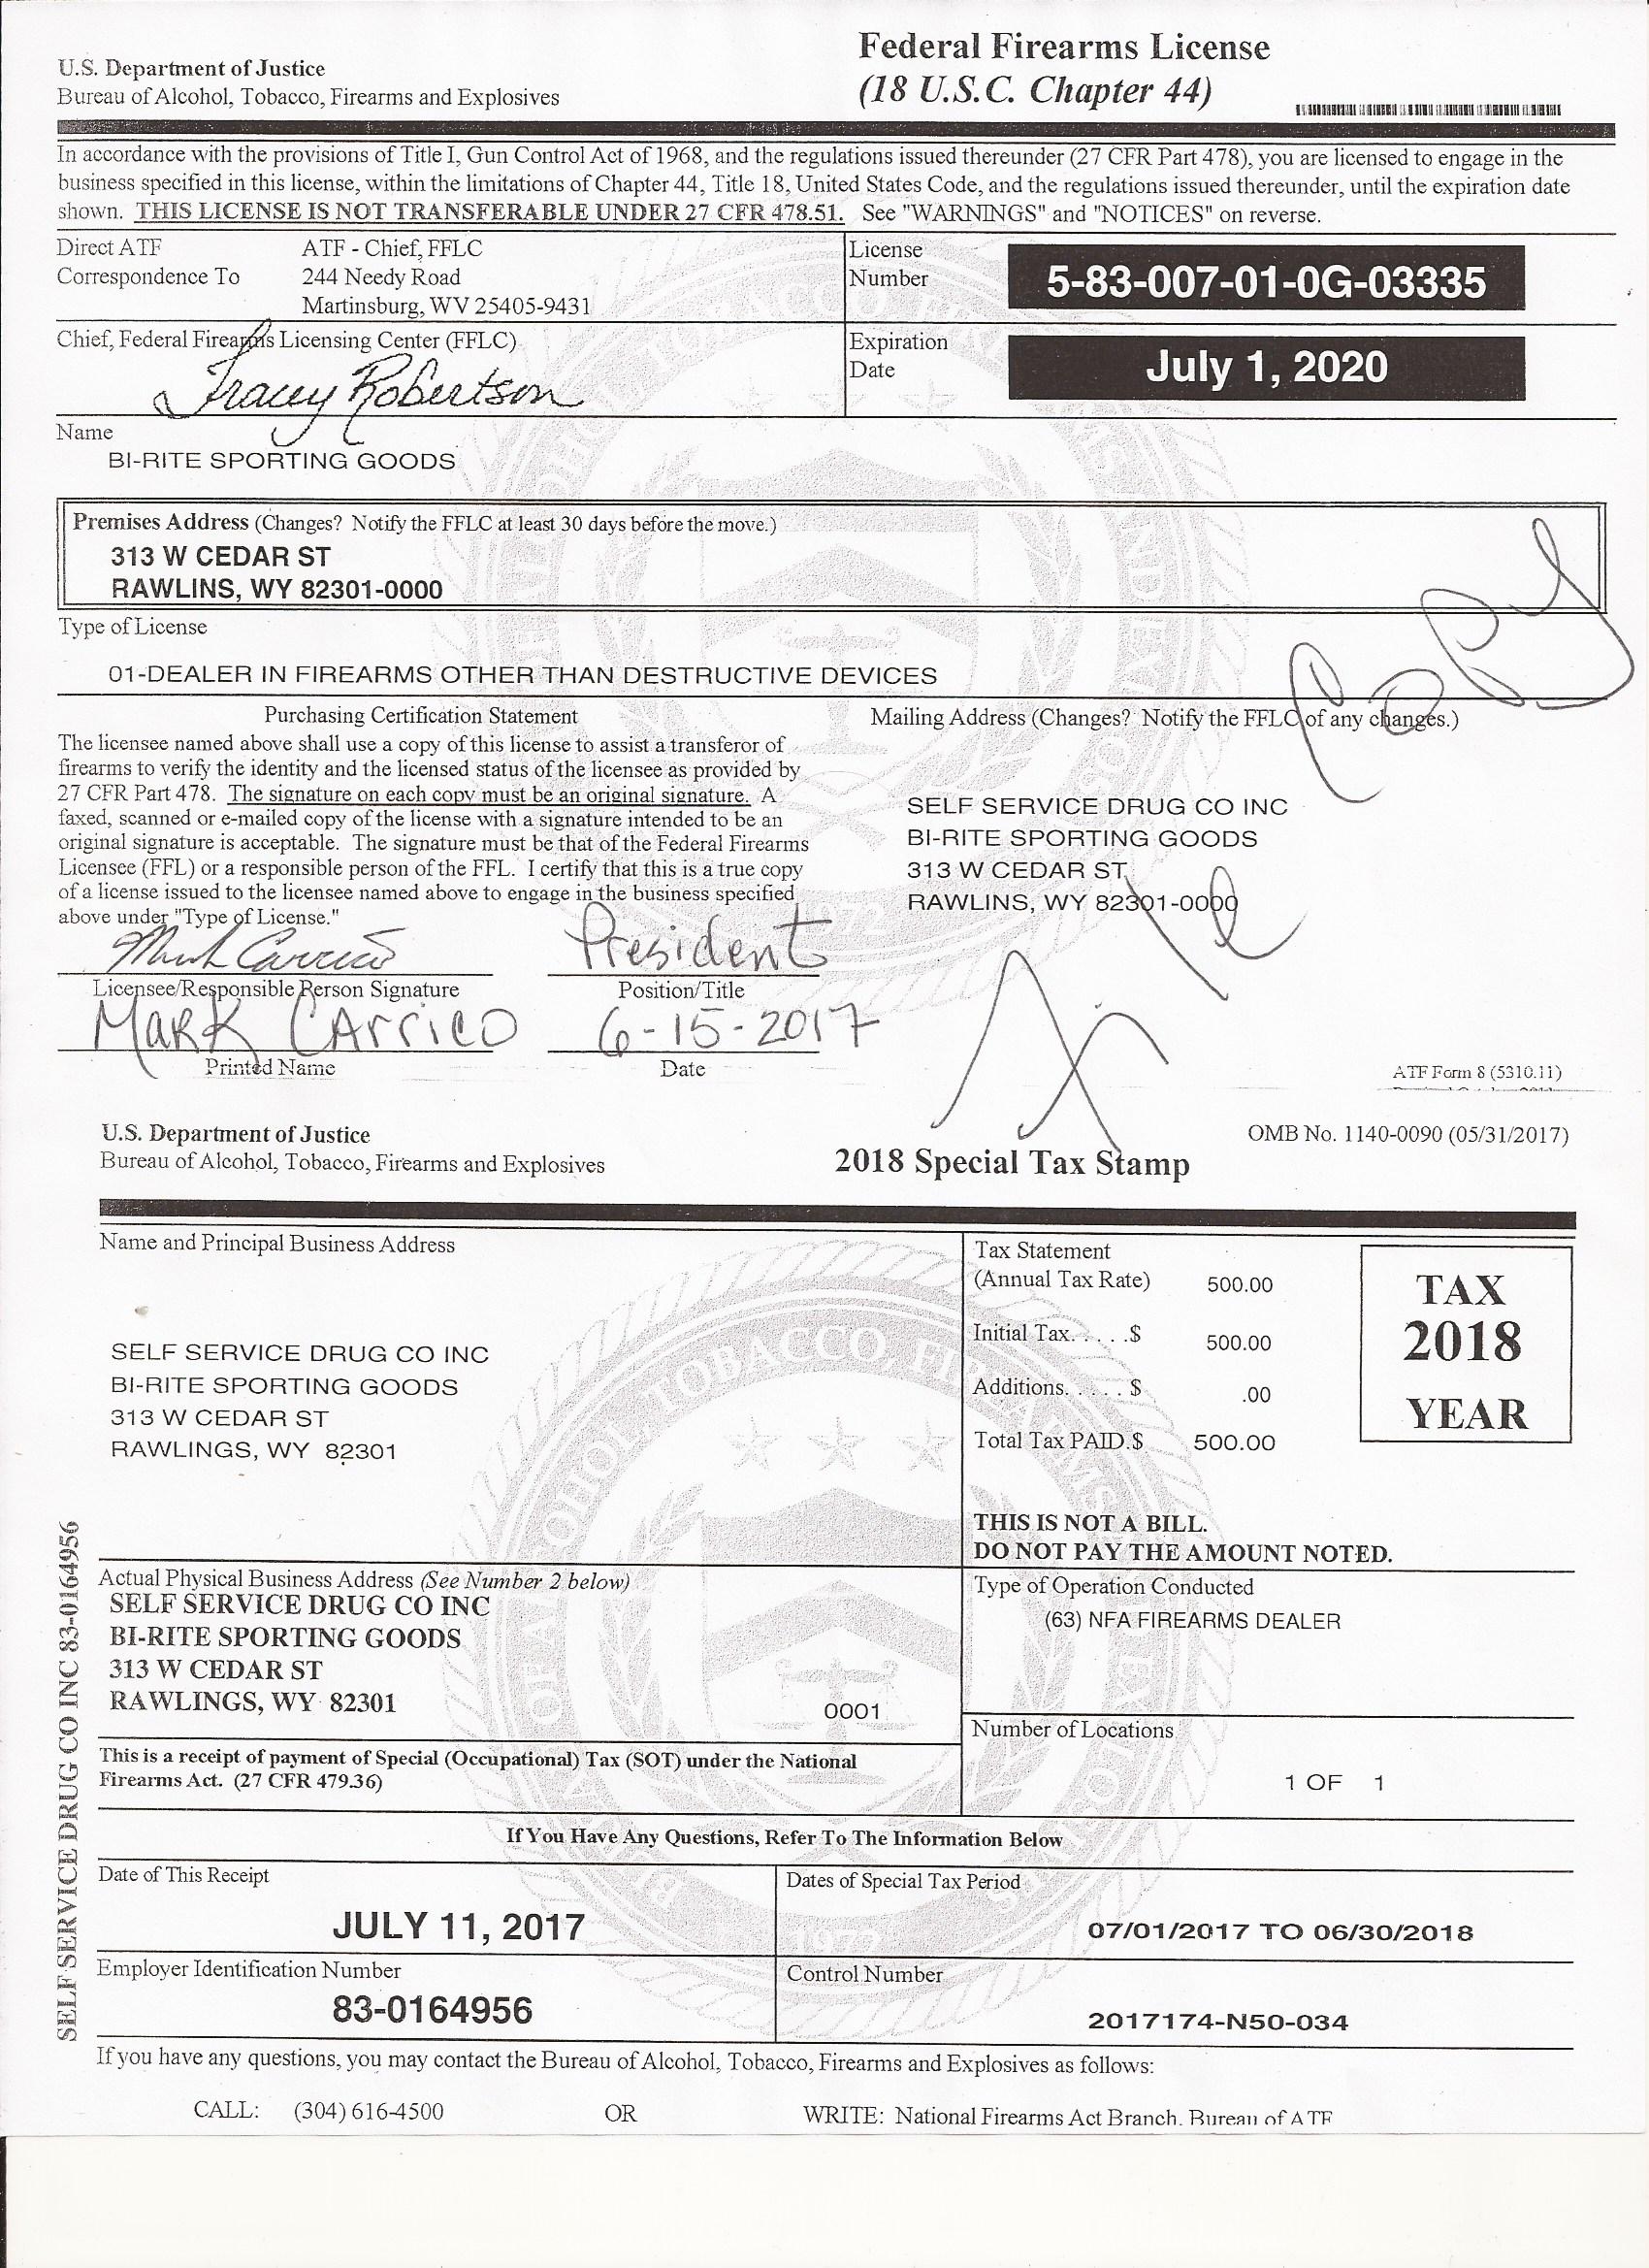 U.S. Department of Justice
Bureau of Alcohol, Tobacco, Firearms and Explosives
Federal Firearms License
(18 U.S.C. Chapter 44)
In accordance with the provisions of Title I, Gun Control Act of 1968, and the regulations issued thereunder (27 CFR Part 478), you are licensed to engage in the
business specified in this license, within the limitations of Chapter 44, Title 18, United States Code, and the regulations issued thereunder, until the expiration date
shown. THIS LICENSE IS NOT TRANSFERABLE UNDER 27 CFR 478.51. See "WARNINGS" and "NOTICES" on reverse.
Direct ATF
Correspondence To
ATF - Chief, FFLC
244 Needy Road
Martinsburg, WV 25405-9431
License
Number
5-83-007-01-0G-03335
Chief, Federal Firearms Licensing Center (FFLC)
Tracey Robertson
Expiration
Date
July 1, 2020
Name
BI-RITE SPORTING GOODS
Premises Address (Changes? Notify the FFLC at least 30 days before the move.)
313 W CEDAR ST
RAWLINS, WY 82301-0000
Type of License
01-DEALER IN FIREARMS OTHER THAN DESTRUCTIVE DEVICES
COPY
Purchasing Certification Statement
The licensee named above shall use a copy of this license to assist a transferor of
firearms to verify the identity and the licensed status of the licensee as provided by
27 CFR Part 478. The signature on each copy must be an original signature. A
faxed, scanned or e-mailed copy of the license with a signature intended to be an
original signature is acceptable. The signature must be that of the Federal Firearms
Licensee (FFL) or a responsible person of the FFL. I certify that this is a true copy
of a license issued to the licensee named above to engage in the business specified
above under "Type of License."
Mailing Address (Changes? Notify the FFLC of any changes.)
SELF SERVICE DRUG CO INC
BI-RITE SPORTING GOODS
313 W CEDAR ST
RAWLINS, WY 82301-0000
Mark Carrico
President
Licensee/Responsible Person Signature
Position/Title
Mark Carrico
6-15-2017
Printed Name
Date
ATF Form 8 (5310.11)
U.S. Department of Justice
Bureau of Alcohol, Tobacco, Firearms and Explosives
2018 Special Tax Stamp
OMB No. 1140-0090 (05/31/2017)
Name and Principal Business Address
SELF SERVICE DRUG CO INC
BI-RITE SPORTING GOODS
313 W CEDAR ST
RAWLINGS, WY 82301
Tax Statement
(Annual Tax Rate) 500.00
Initial Tax. . . . .$ 500.00
Additions. . . . . $ .00
Total Tax PAID.$ 500.00
TAX
2018
YEAR
THIS IS NOT A BILL.
DO NOT PAY THE AMOUNT NOTED.
Actual Physical Business Address (See Number 2 below)
SELF SERVICE DRUG CO INC
BI-RITE SPORTING GOODS
313 W CEDAR ST
RAWLINGS, WY 82301
0001
Type of Operation Conducted
(63) NFA FIREARMS DEALER
Number of Locations
1 OF 1
This is a receipt of payment of Special (Occupational) Tax (SOT) under the National
Firearms Act. (27 CFR 479.36)
If You Have Any Questions, Refer To The Information Below
Date of This Receipt
JULY 11, 2017
Dates of Special Tax Period
07/01/2017 TO 06/30/2018
Employer Identification Number
83-0164956
Control Number
2017174-N50-034
If you have any questions, you may contact the Bureau of Alcohol, Tobacco, Firearms and Explosives as follows:
CALL: (304) 616-4500 OR WRITE: National Firearms Act Branch, Bureau of ATF
SELF SERVICE DRUG CO INC 83-0164956